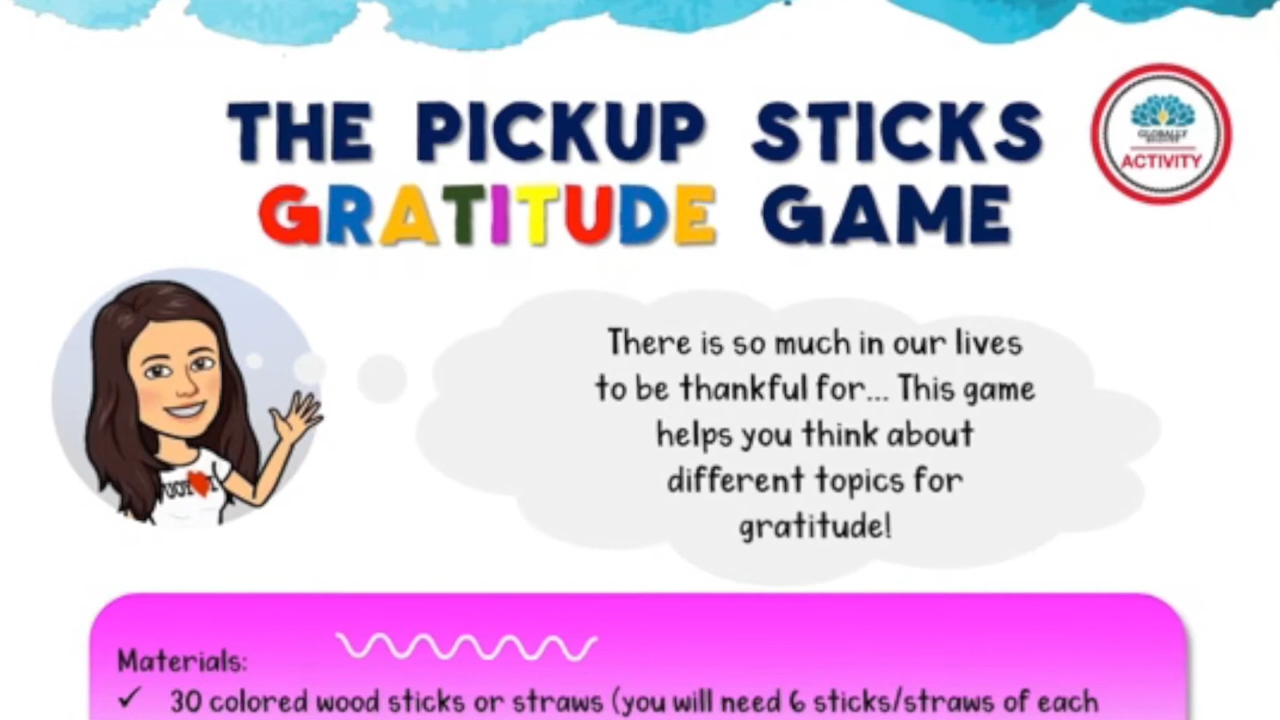 THE PICKUP STICKS
GRATITUDE GAME
GLOBALLY
ACTIVITY
There is so much in our lives
to be thankful for... This game
helps you think about
different topics for
gratitude!
Materials:
✓ 30 colored wood sticks or straws (you will need 6 sticks/straws of each